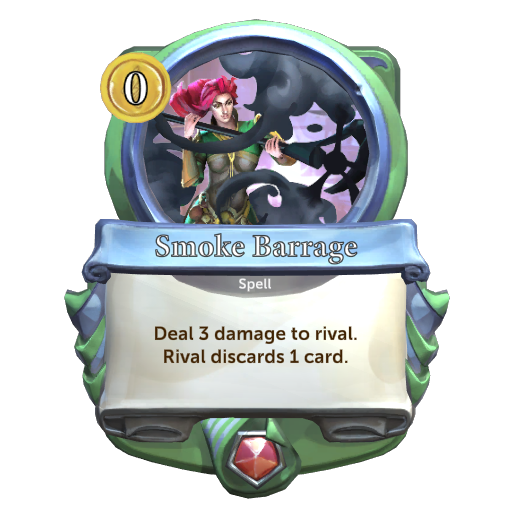 0
Smoke Barrage
Spell
Deal 3 damage to rival.
Rival discards 1 card.